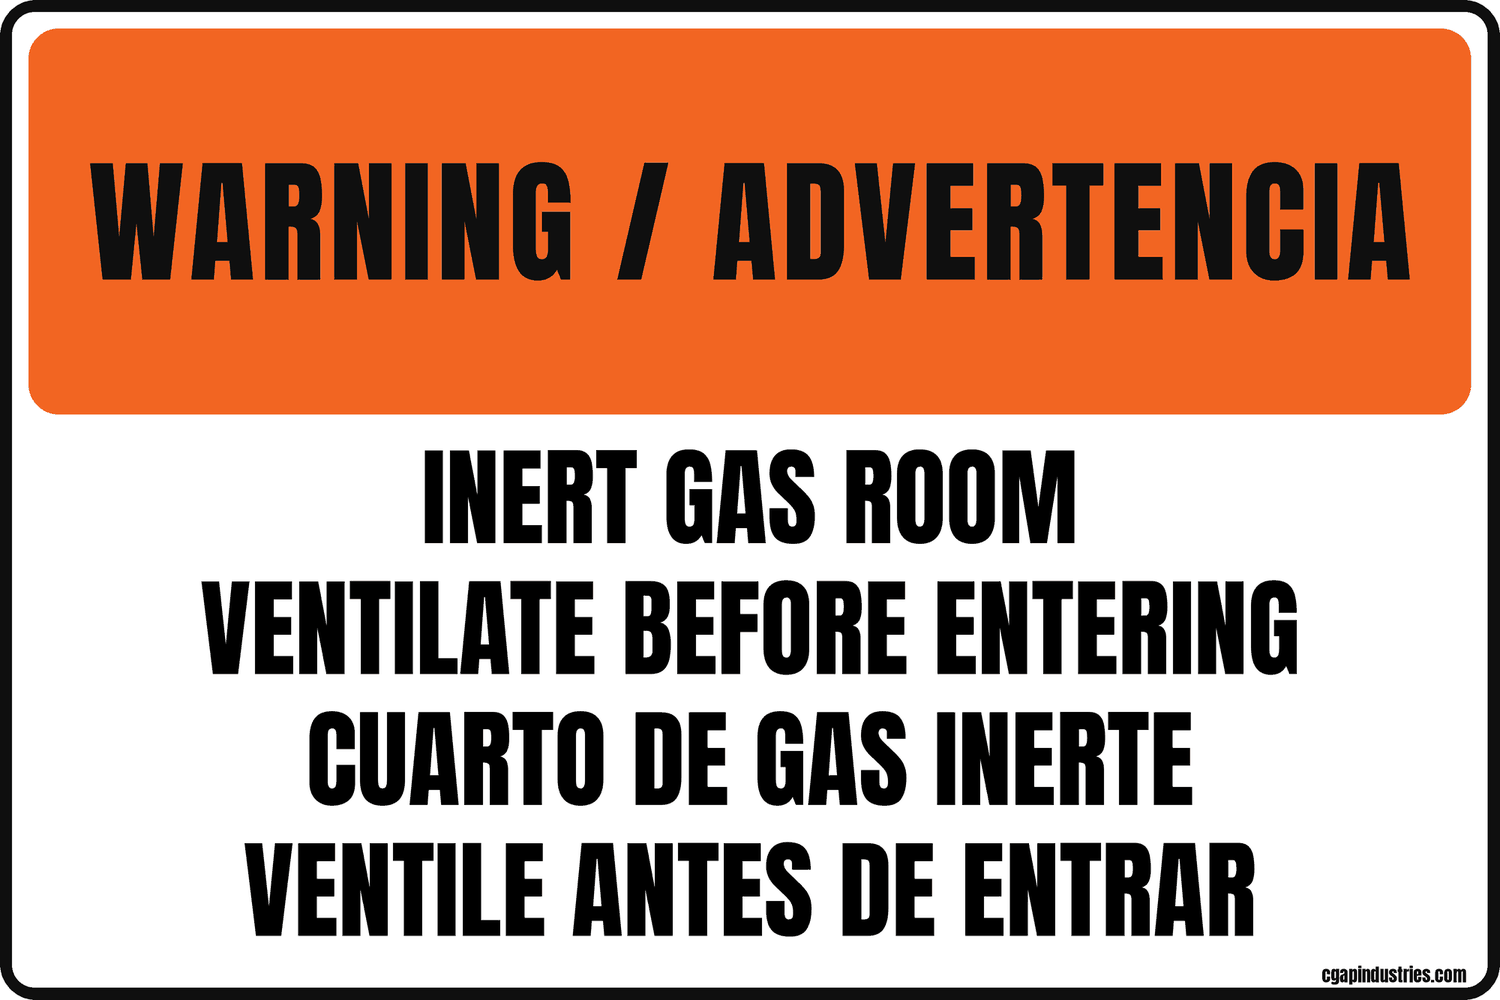 WARNING / ADVERTENCIA
INERT GAS ROOM
VENTILATE BEFORE ENTERING
CUARTO DE GAS INERTE
VENTILE ANTES DE ENTRAR
cgapindustries.com